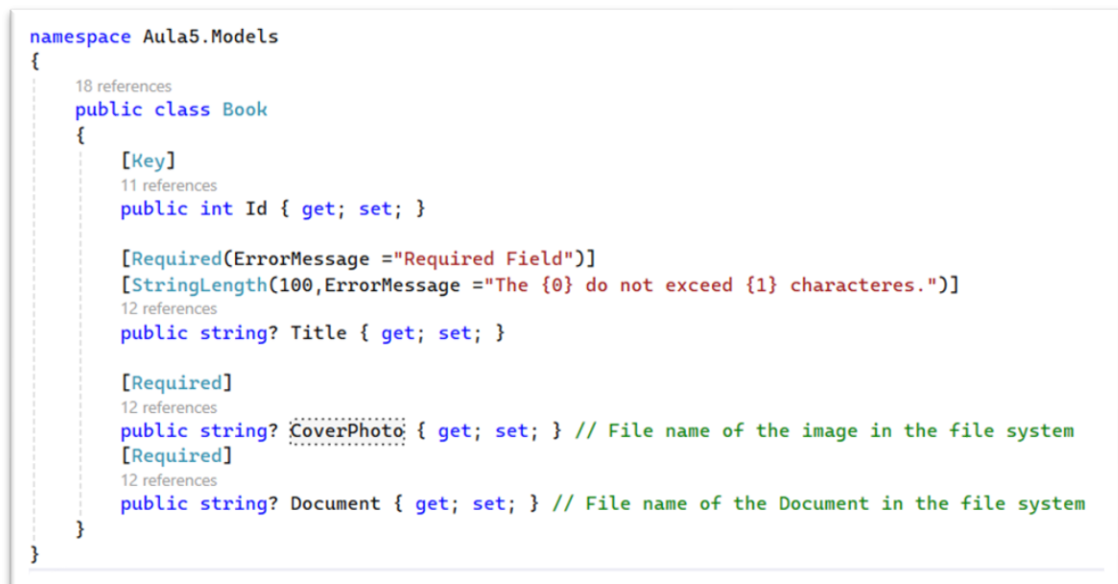 namespace Aula5.Models
{
18 references
public class Book
{
[Key]
11 references
public int Id { get; set; }
[Required(ErrorMessage ="Required Field")]
[StringLength(100,ErrorMessage ="The {0} do not exceed {1} characteres.")]
12 references
public string? Title { get; set; }
[Required]
12 references
public string? CoverPhoto { get; set; } // File name of the image in the file system
[Required]
12 references
public string? Document { get; set; } // File name of the Document in the file system
}
}